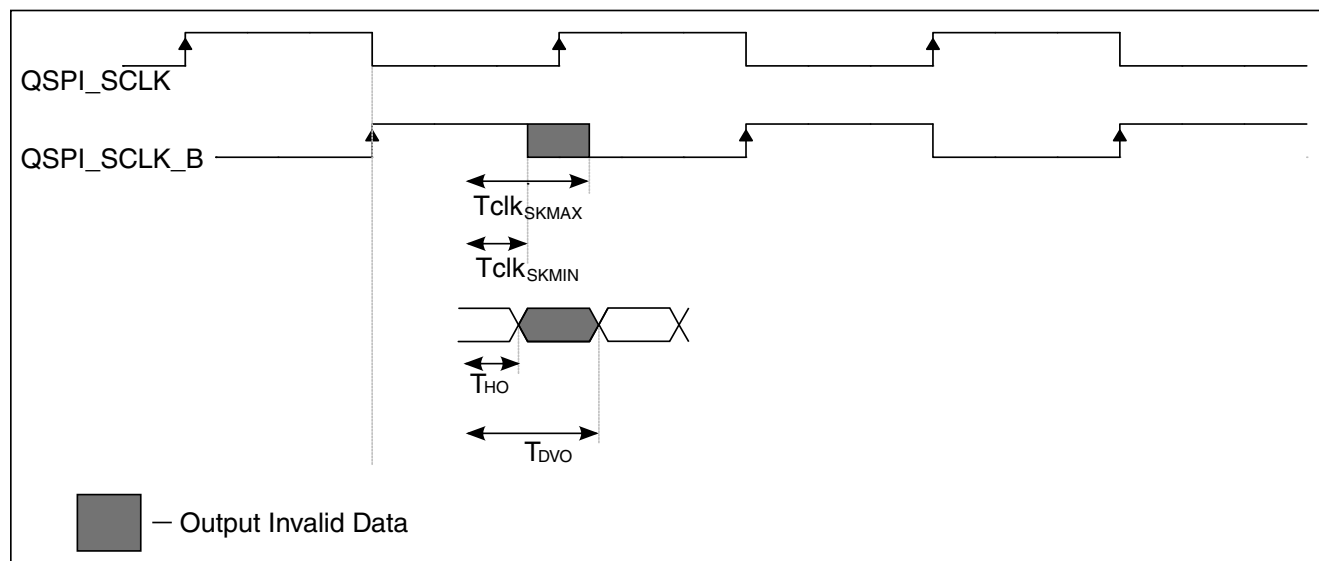 QSPI_SCLK
QSPI_SCLK_B
TclkSKMAX
TclkSKMIN
THO
TDVO
– Output Invalid Data